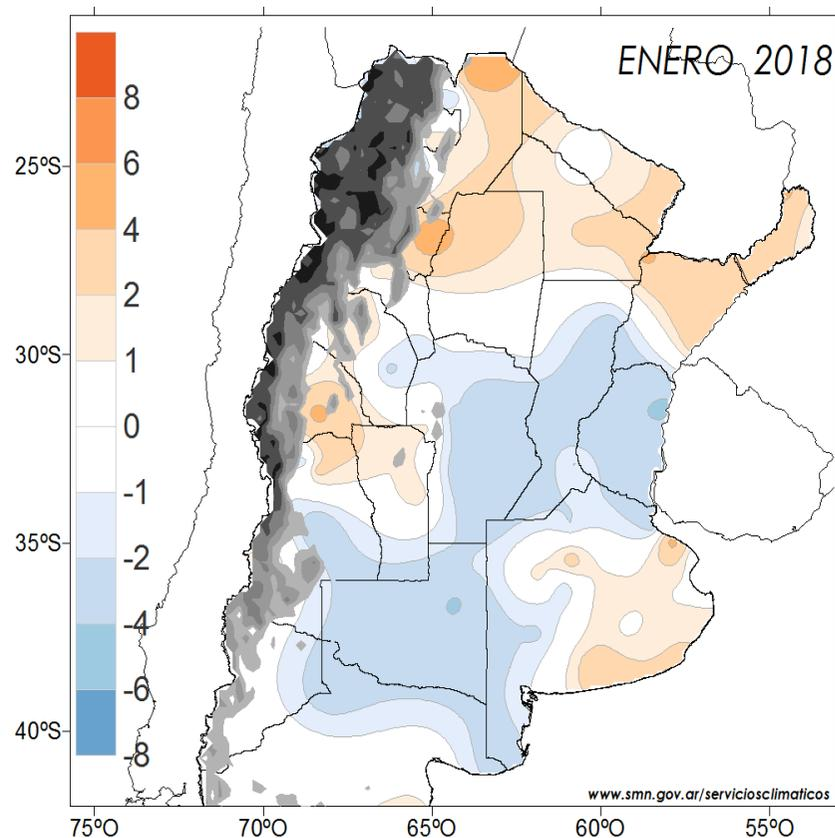 ENERO 2018
8
6
4
2
1
0
-1
-2
-4
-6
-8
25ºS
30ºS
35ºS
40ºS
www.smn.gov.ar/serviciosclimaticos
75ºO
70ºO
65ºO
60ºO
55ºO